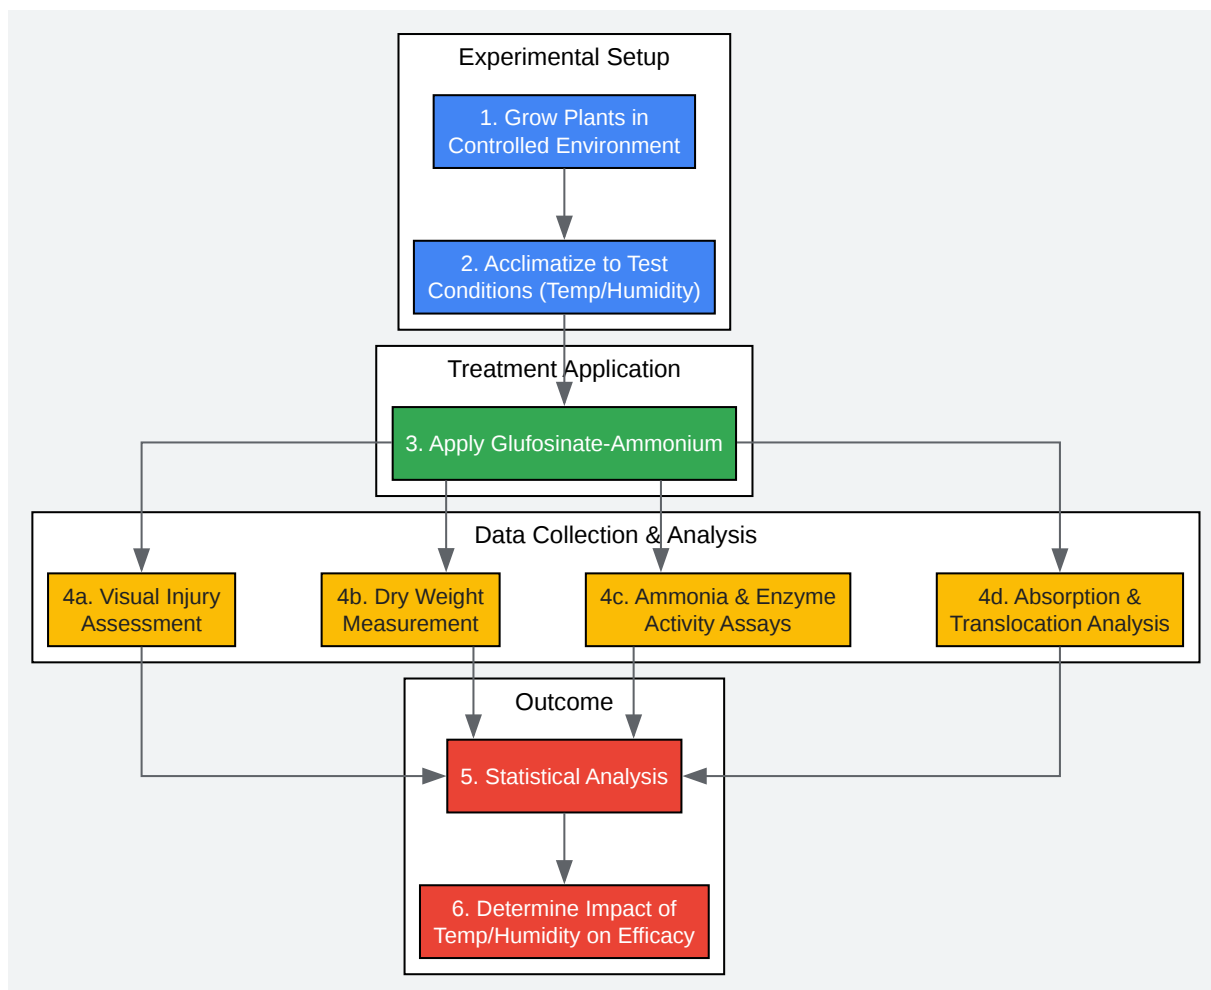 Experimental Setup
1. Grow Plants in
Controlled Environment
2. Acclimatize to Test
Conditions (Temp/Humidity)
Treatment Application
3. Apply Glufosinate-Ammonium
Data Collection & Analysis
4a. Visual Injury
Assessment
4b. Dry Weight
Measurement
4c. Ammonia & Enzyme
Activity Assays
4d. Absorption &
Translocation Analysis
Outcome
5. Statistical Analysis
6. Determine Impact of
Temp/Humidity on Efficacy